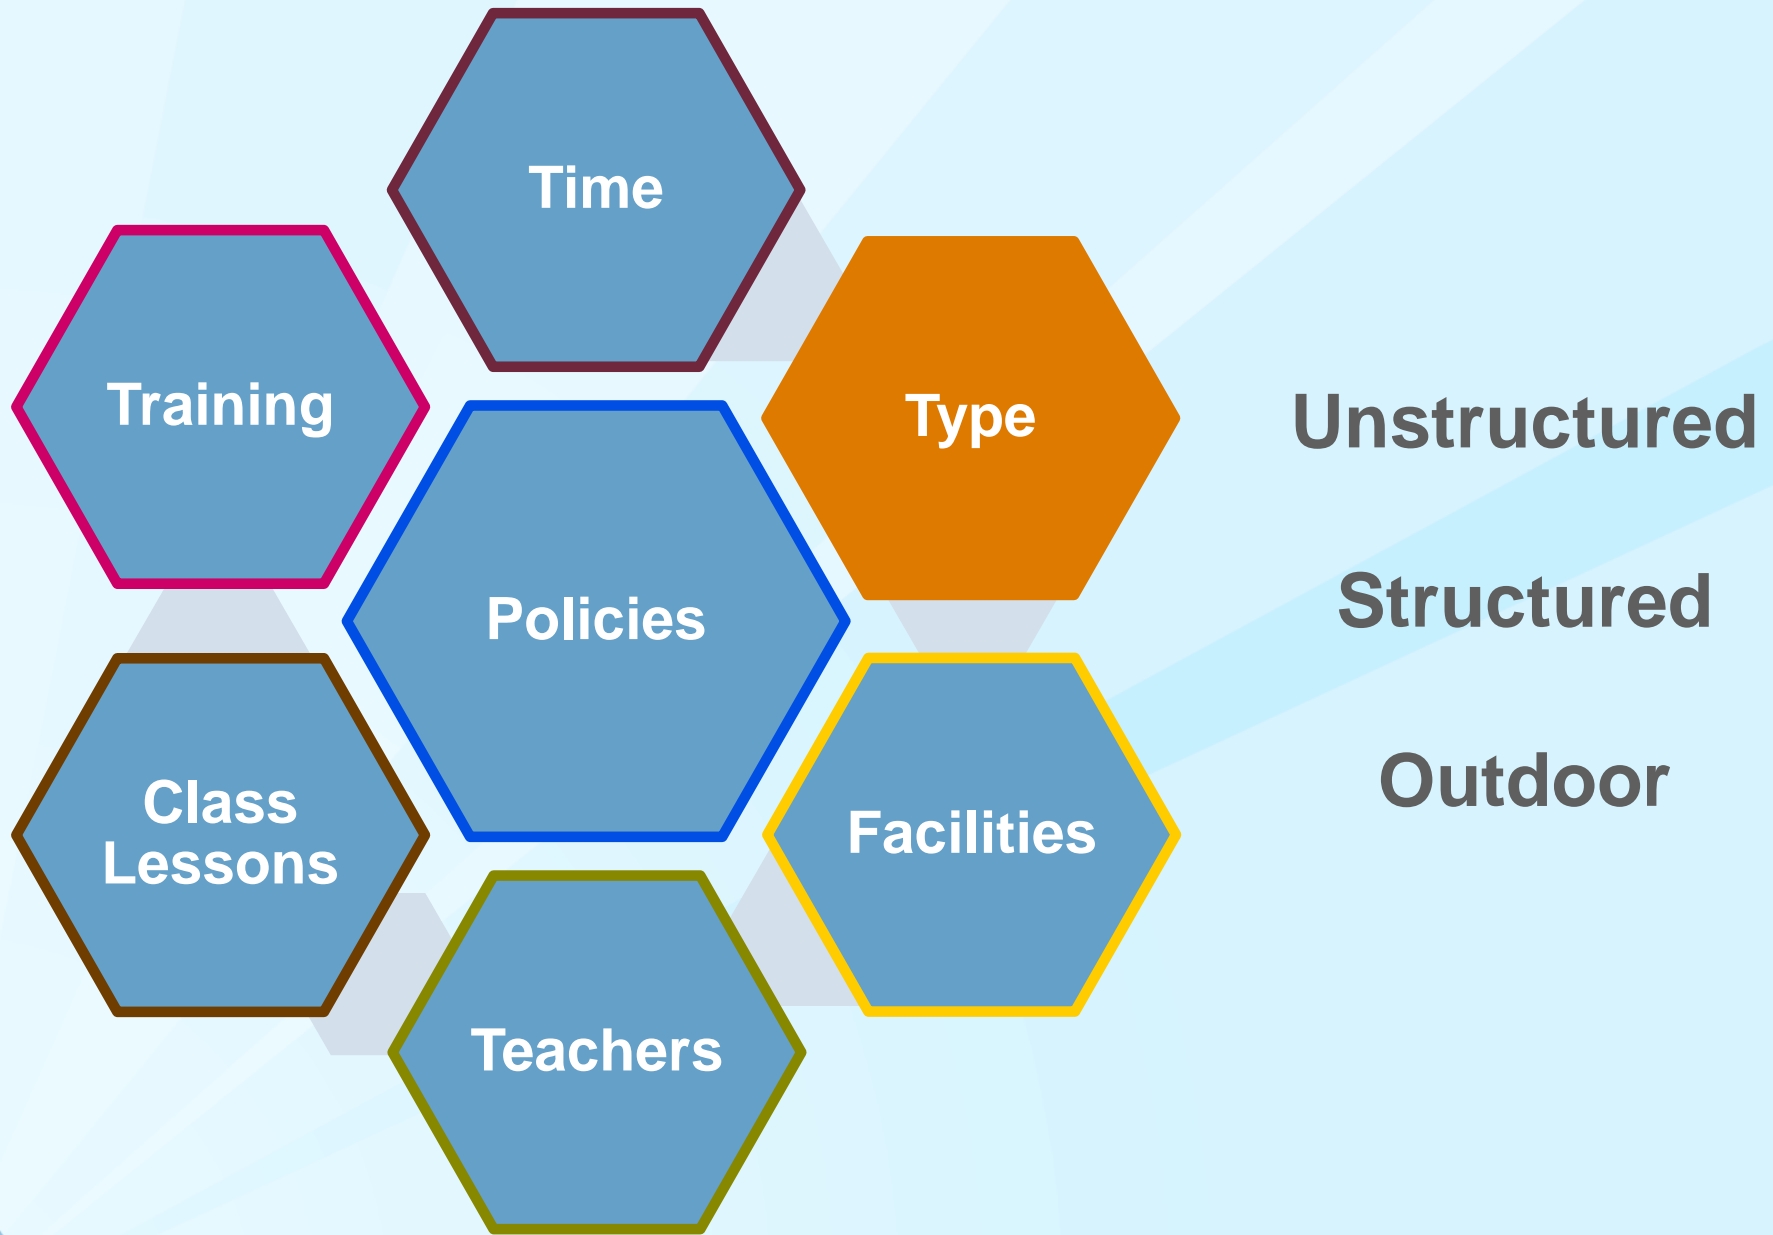 Time
Training
Type
Policies
Class
Lessons
Facilities
Teachers
Unstructured
Structured
Outdoor